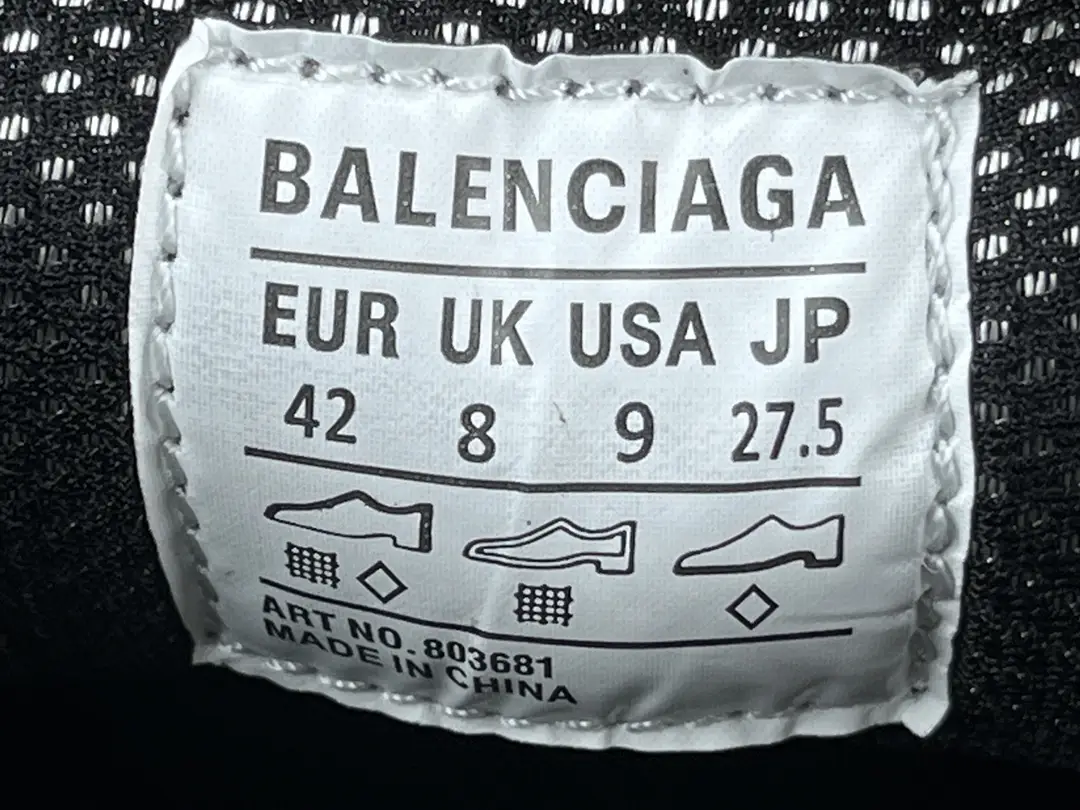 BALENCIAGA
EUR UK USA JP
42 8 9 27.5
ART NO. 803681
MADE IN CHINA